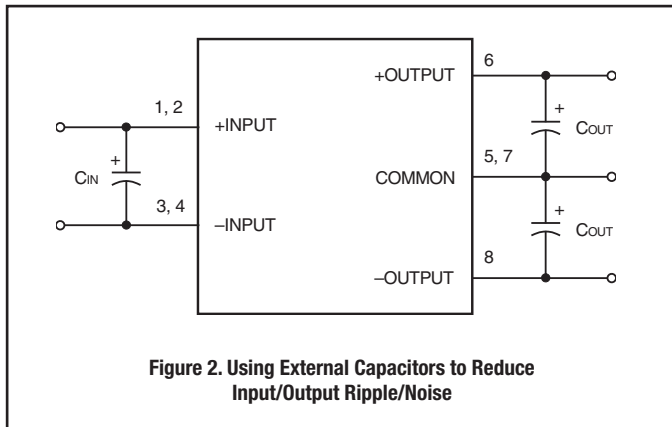 6
+OUTPUT
1, 2
+
+INPUT
COUT
5, 7
+
CIN
COMMON
3, 4
+
–INPUT
COUT
8
–OUTPUT
Figure 2. Using External Capacitors to Reduce
Input/Output Ripple/Noise